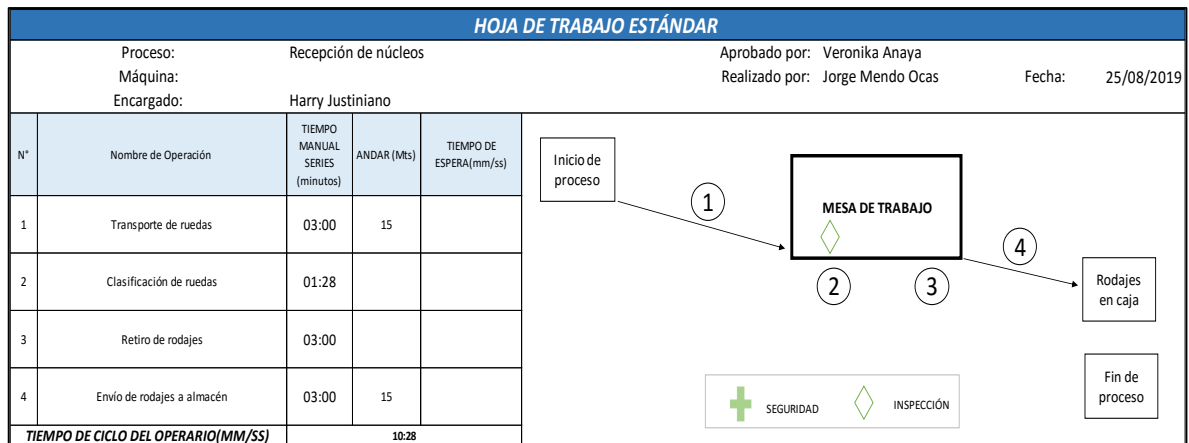 HOJA DE TRABAJO ESTÁNDAR
Proceso: Recepción de núcleos Aprobado por: Veronika Anaya
Máquina: Realizado por: Jorge Mendo Ocas Fecha: 25/08/2019
Encargado: Harry Justiniano
N° Nombre de Operación TIEMPO MANUAL SERIES (minutos) ANDAR (Mts) TIEMPO DE ESPERA(mm/ss)
1 Transporte de ruedas 03:00 15
2 Clasificación de ruedas 01:28
3 Retiro de rodajes 03:00
4 Envío de rodajes a almacén 03:00 15
TIEMPO DE CICLO DEL OPERARIO(MM/SS) 10:28
Inicio de
proceso
1
MESA DE TRABAJO
4
2 3
Rodajes
en caja
Fin de
proceso
SEGURIDAD INSPECCIÓN